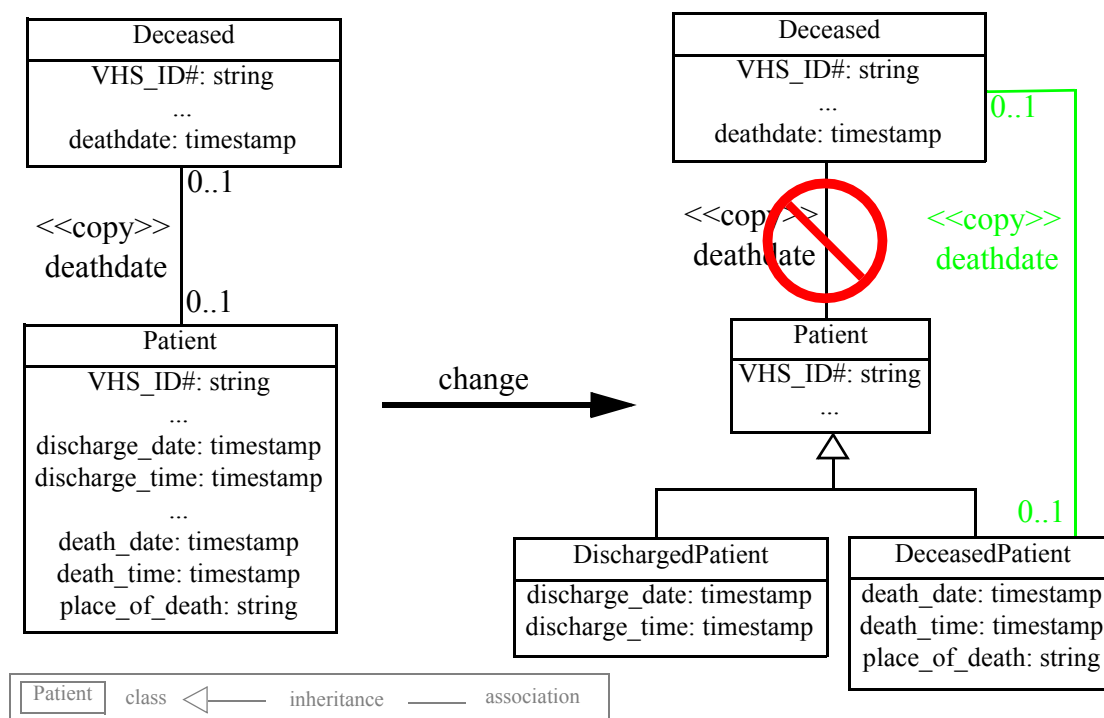 Deceased
VHS_ID#: string
...
deathdate: timestamp
0..1
<<copy>>
deathdate
0..1
Patient
VHS_ID#: string
...
discharge_date: timestamp
discharge_time: timestamp
...
death_date: timestamp
death_time: timestamp
place_of_death: string
change
Deceased
VHS_ID#: string
...
deathdate: timestamp
0..1
<<copy>>
deathdate
<<copy>>
deathdate
Patient
VHS_ID#: string
...
0..1
DischargedPatient
discharge_date: timestamp
discharge_time: timestamp
DeceasedPatient
death_date: timestamp
death_time: timestamp
place_of_death: string
Patient class inheritance association